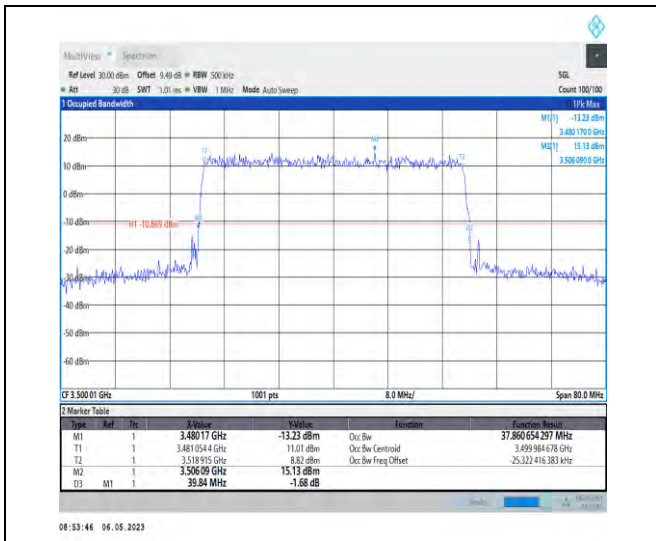 MultiView Spectrum
Ref Level 30.00 dBm Offset 9.49 dB RBW 500 kHz SGL
Att 30 dB SWT 1.01 ms VBW 1 MHz Mode Auto Sweep Count 100/100
1 Occupied Bandwidth 1Pk Max
M1[1] -13.23 dBm
3.480 170 0 GHz
M2[1] 15.13 dBm
3.506 090 0 GHz
20 dBm
10 dBm
0 dBm
-10 dBm
H1 -10.869 dBm
-20 dBm
-30 dBm
-40 dBm
-50 dBm
-60 dBm
CF 3.500 01 GHz 1001 pts 8.0 MHz/ Span 80.0 MHz
2 Marker Table
Type Ref Trc X-Value Y-Value Function Function Result
M1 1 3.480 17 GHz -13.23 dBm Occ Bw 37.860 654 297 MHz
T1 1 3.481 054 4 GHz 11.01 dBm Occ Bw Centroid 3.499 984 678 GHz
T2 1 3.518 915 GHz 8.82 dBm Occ Bw Freq Offset -25.322 416 383 kHz
M2 1 3.506 09 GHz 15.13 dBm
D3 M1 1 39.84 MHz -1.68 dB
08:53:46 06.05.2023